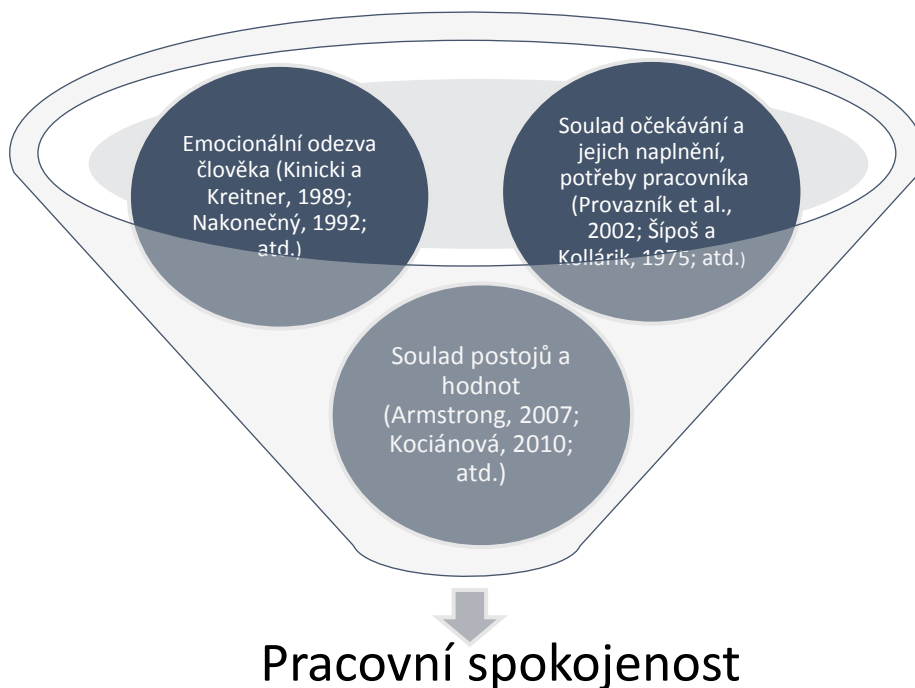 Emocionální odezva
člověka (Kinicki a
Kreitner, 1989;
Nakonečný, 1992;
atd.)
Soulad očekávání a
jejich naplnění,
potřeby pracovníka
(Provazník et al.,
2002; Šípoš a
Kollárik, 1975; atd.)
Soulad postojů a
hodnot
(Armstrong, 2007;
Kociánová, 2010;
atd.)
Pracovní spokojenost